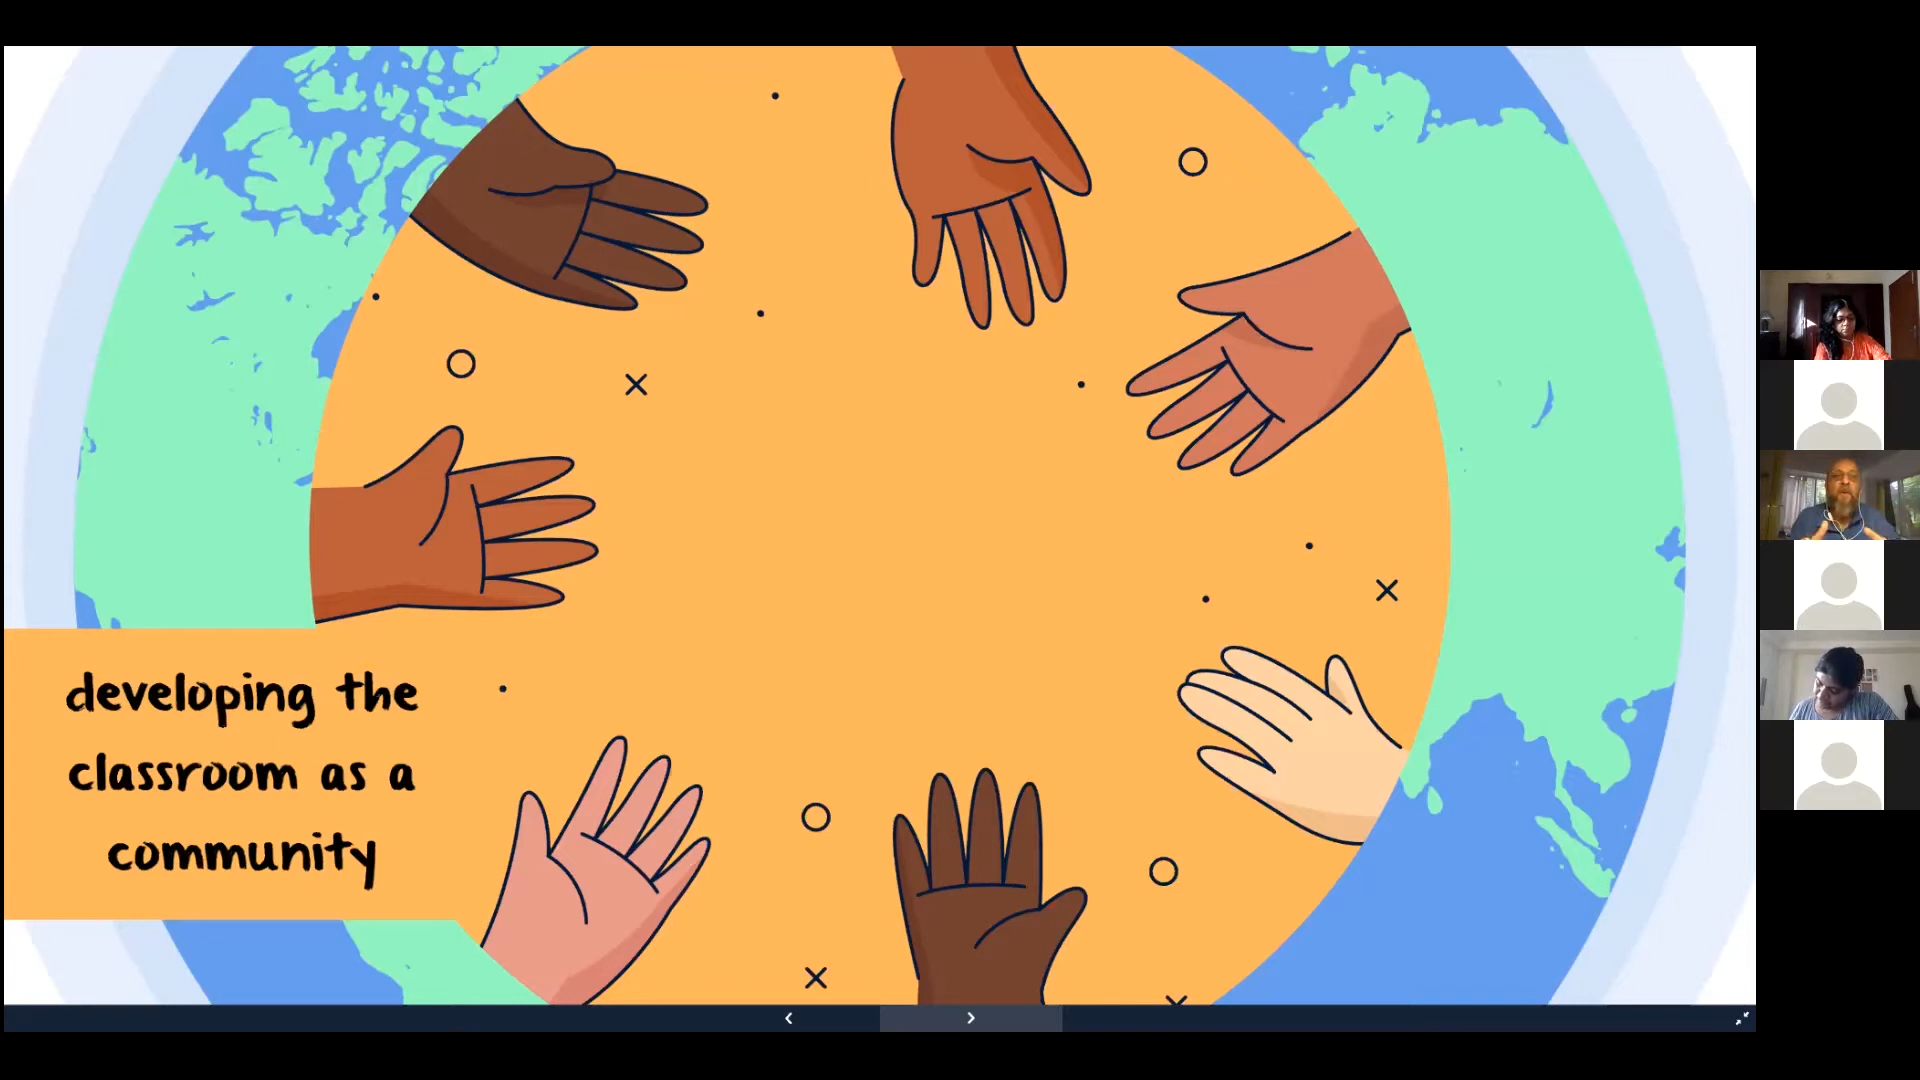 developing the
classroom as a
community